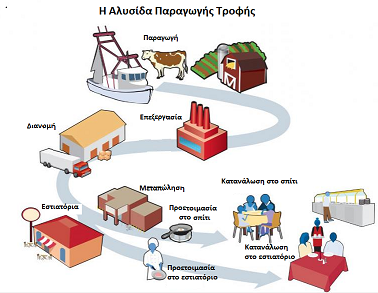 Η Αλυσίδα Παραγωγής Τροφής
Παραγωγή
Επεξεργασία
Διανομή
Μεταπώληση
Εστιατόρια
Προετοιμασία
στο σπίτι
Κατανάλωση στο σπίτι
Προετοιμασία
στο εστιατόριο
Κατανάλωση
στο εστιατόριο